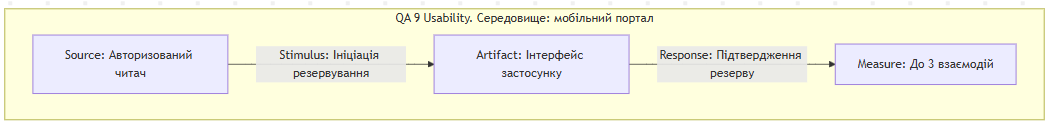 QA 9 Usability. Середовище: мобільний портал
Source: Авторизований
читач
Stimulus: Ініціація
резервування
Artifact: Інтерфейс
застосунку
Response: Підтвердження
резерву
Measure: До 3 взаємодій